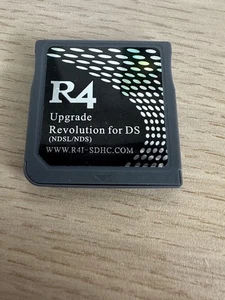 R4
Upgrade
Revolution for DS
(NDSL/NDS)
www.R4I-SDHC.COM